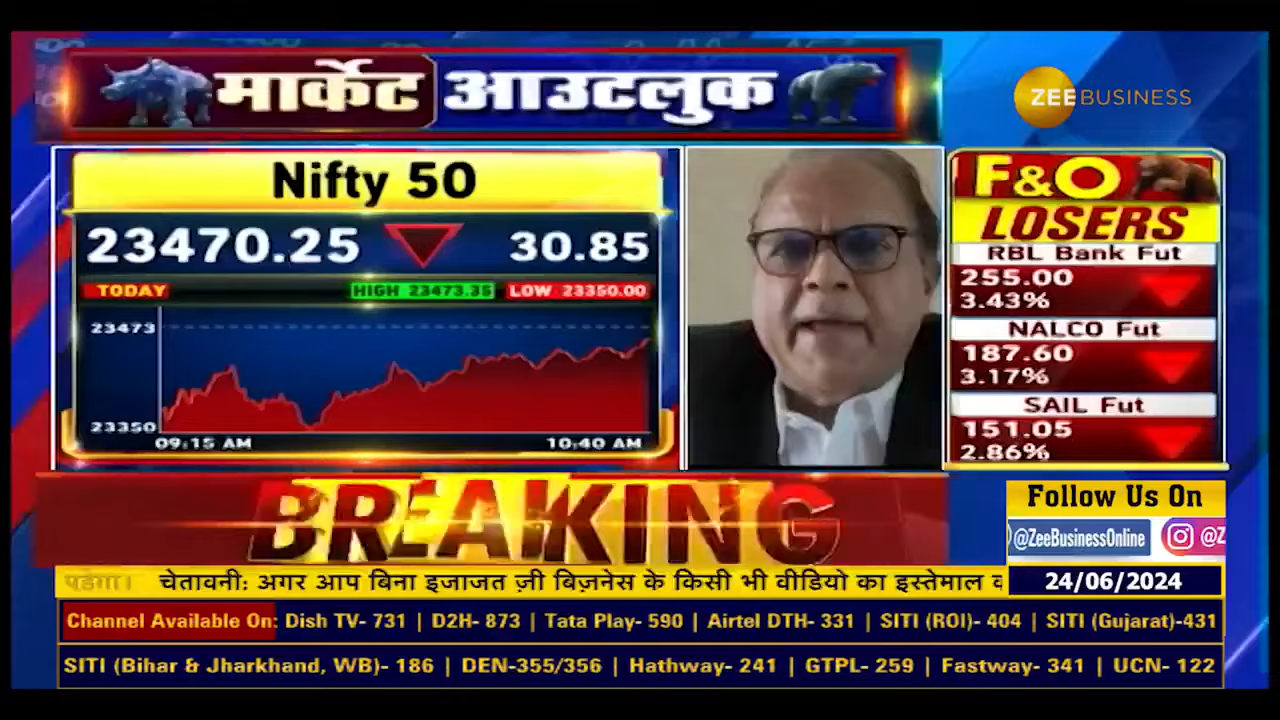 मार्केट आउटलुक
ZEEBUSINESS
Nifty 50
23470.25 30.85
TODAY HIGH 23473.35 LOW 23350.00
23473
23350
09:15 AM 10:40 AM
F&O
LOSERS
RBL Bank Fut
255.00
3.43%
NALCO Fut
187.60
3.17%
SAIL Fut
151.05
2.86%
BREAKING
Follow Us On
@ZeeBusinessOnline @Z
पड़ेगा। चेतावनी: अगर आप बिना इजाजत ज़ी बिज़नेस के किसी भी वीडियो का इस्तेमाल
24/06/2024
Channel Available On: Dish TV- 731 | D2H- 873 | Tata Play- 590 | Airtel DTH- 331 | SITI (ROI)- 404 | SITI (Gujarat)-431
SITI (Bihar & Jharkhand, WB)- 186 | DEN-355/356 | Hathway- 241 | GTPL- 259 | Fastway- 341 | UCN- 122